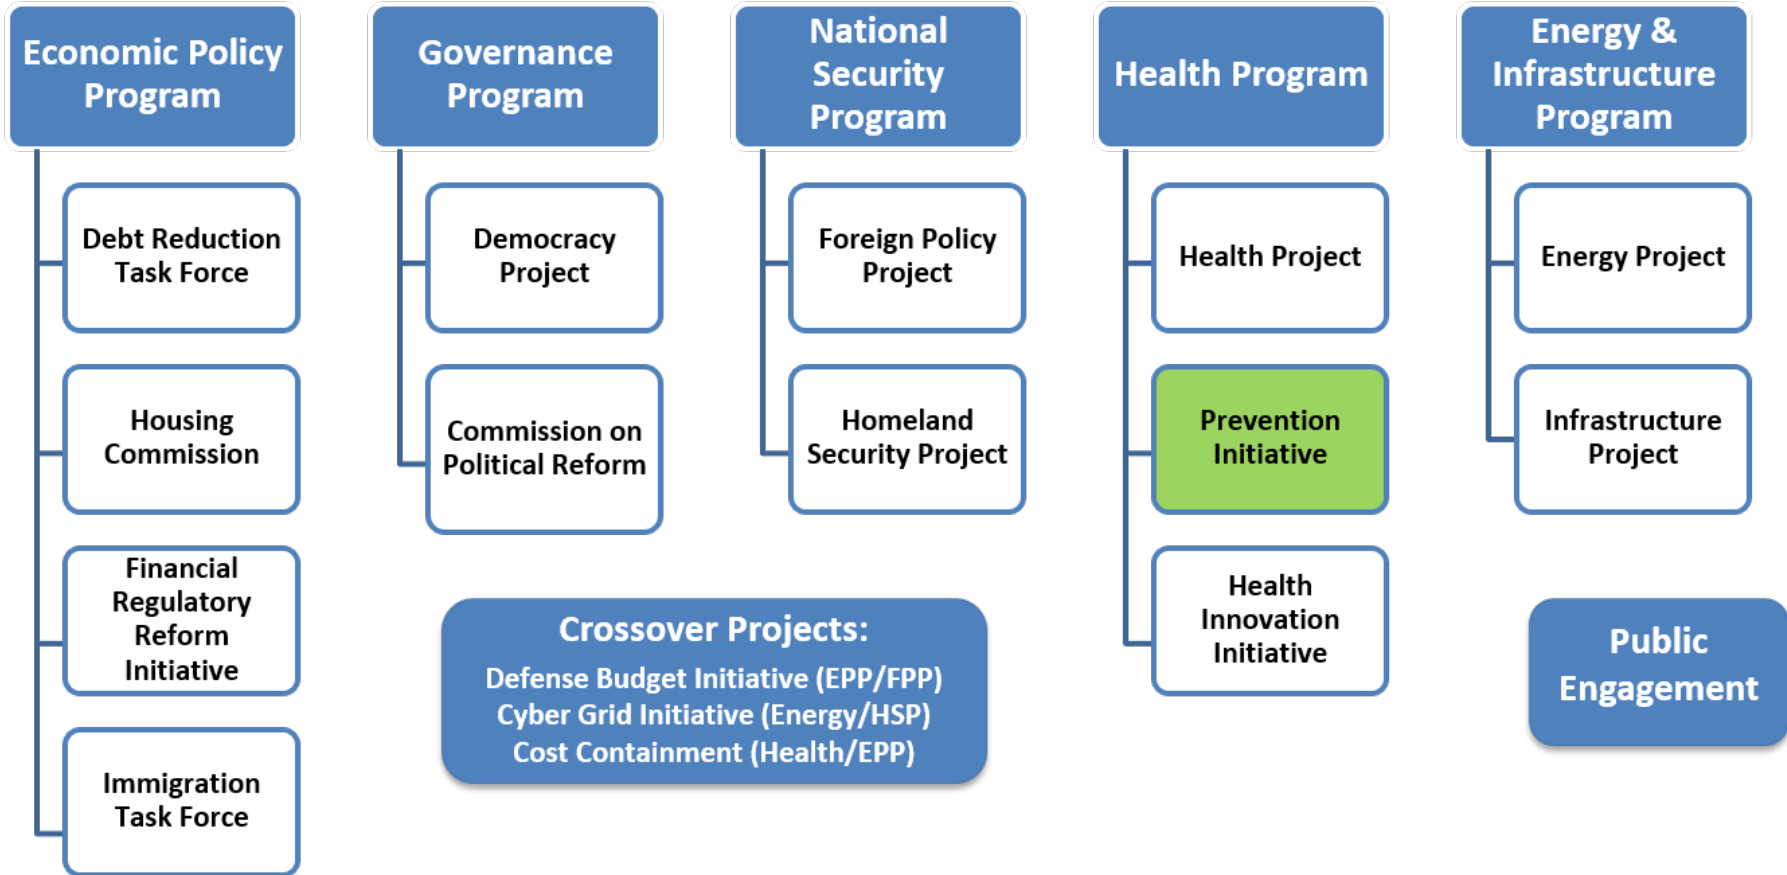 Economic Policy
Program
Debt Reduction
Task Force
Housing
Commission
Financial
Regulatory
Reform
Initiative
Immigration
Task Force
Governance
Program
Democracy
Project
Commission on
Political Reform
National
Security
Program
Foreign Policy
Project
Homeland
Security Project
Health Program
Health Project
Prevention
Initiative
Health
Innovation
Initiative
Energy &
Infrastructure
Program
Energy Project
Infrastructure
Project
Crossover Projects:
Defense Budget Initiative (EPP/FPP)
Cyber Grid Initiative (Energy/HSP)
Cost Containment (Health/EPP)
Public
Engagement